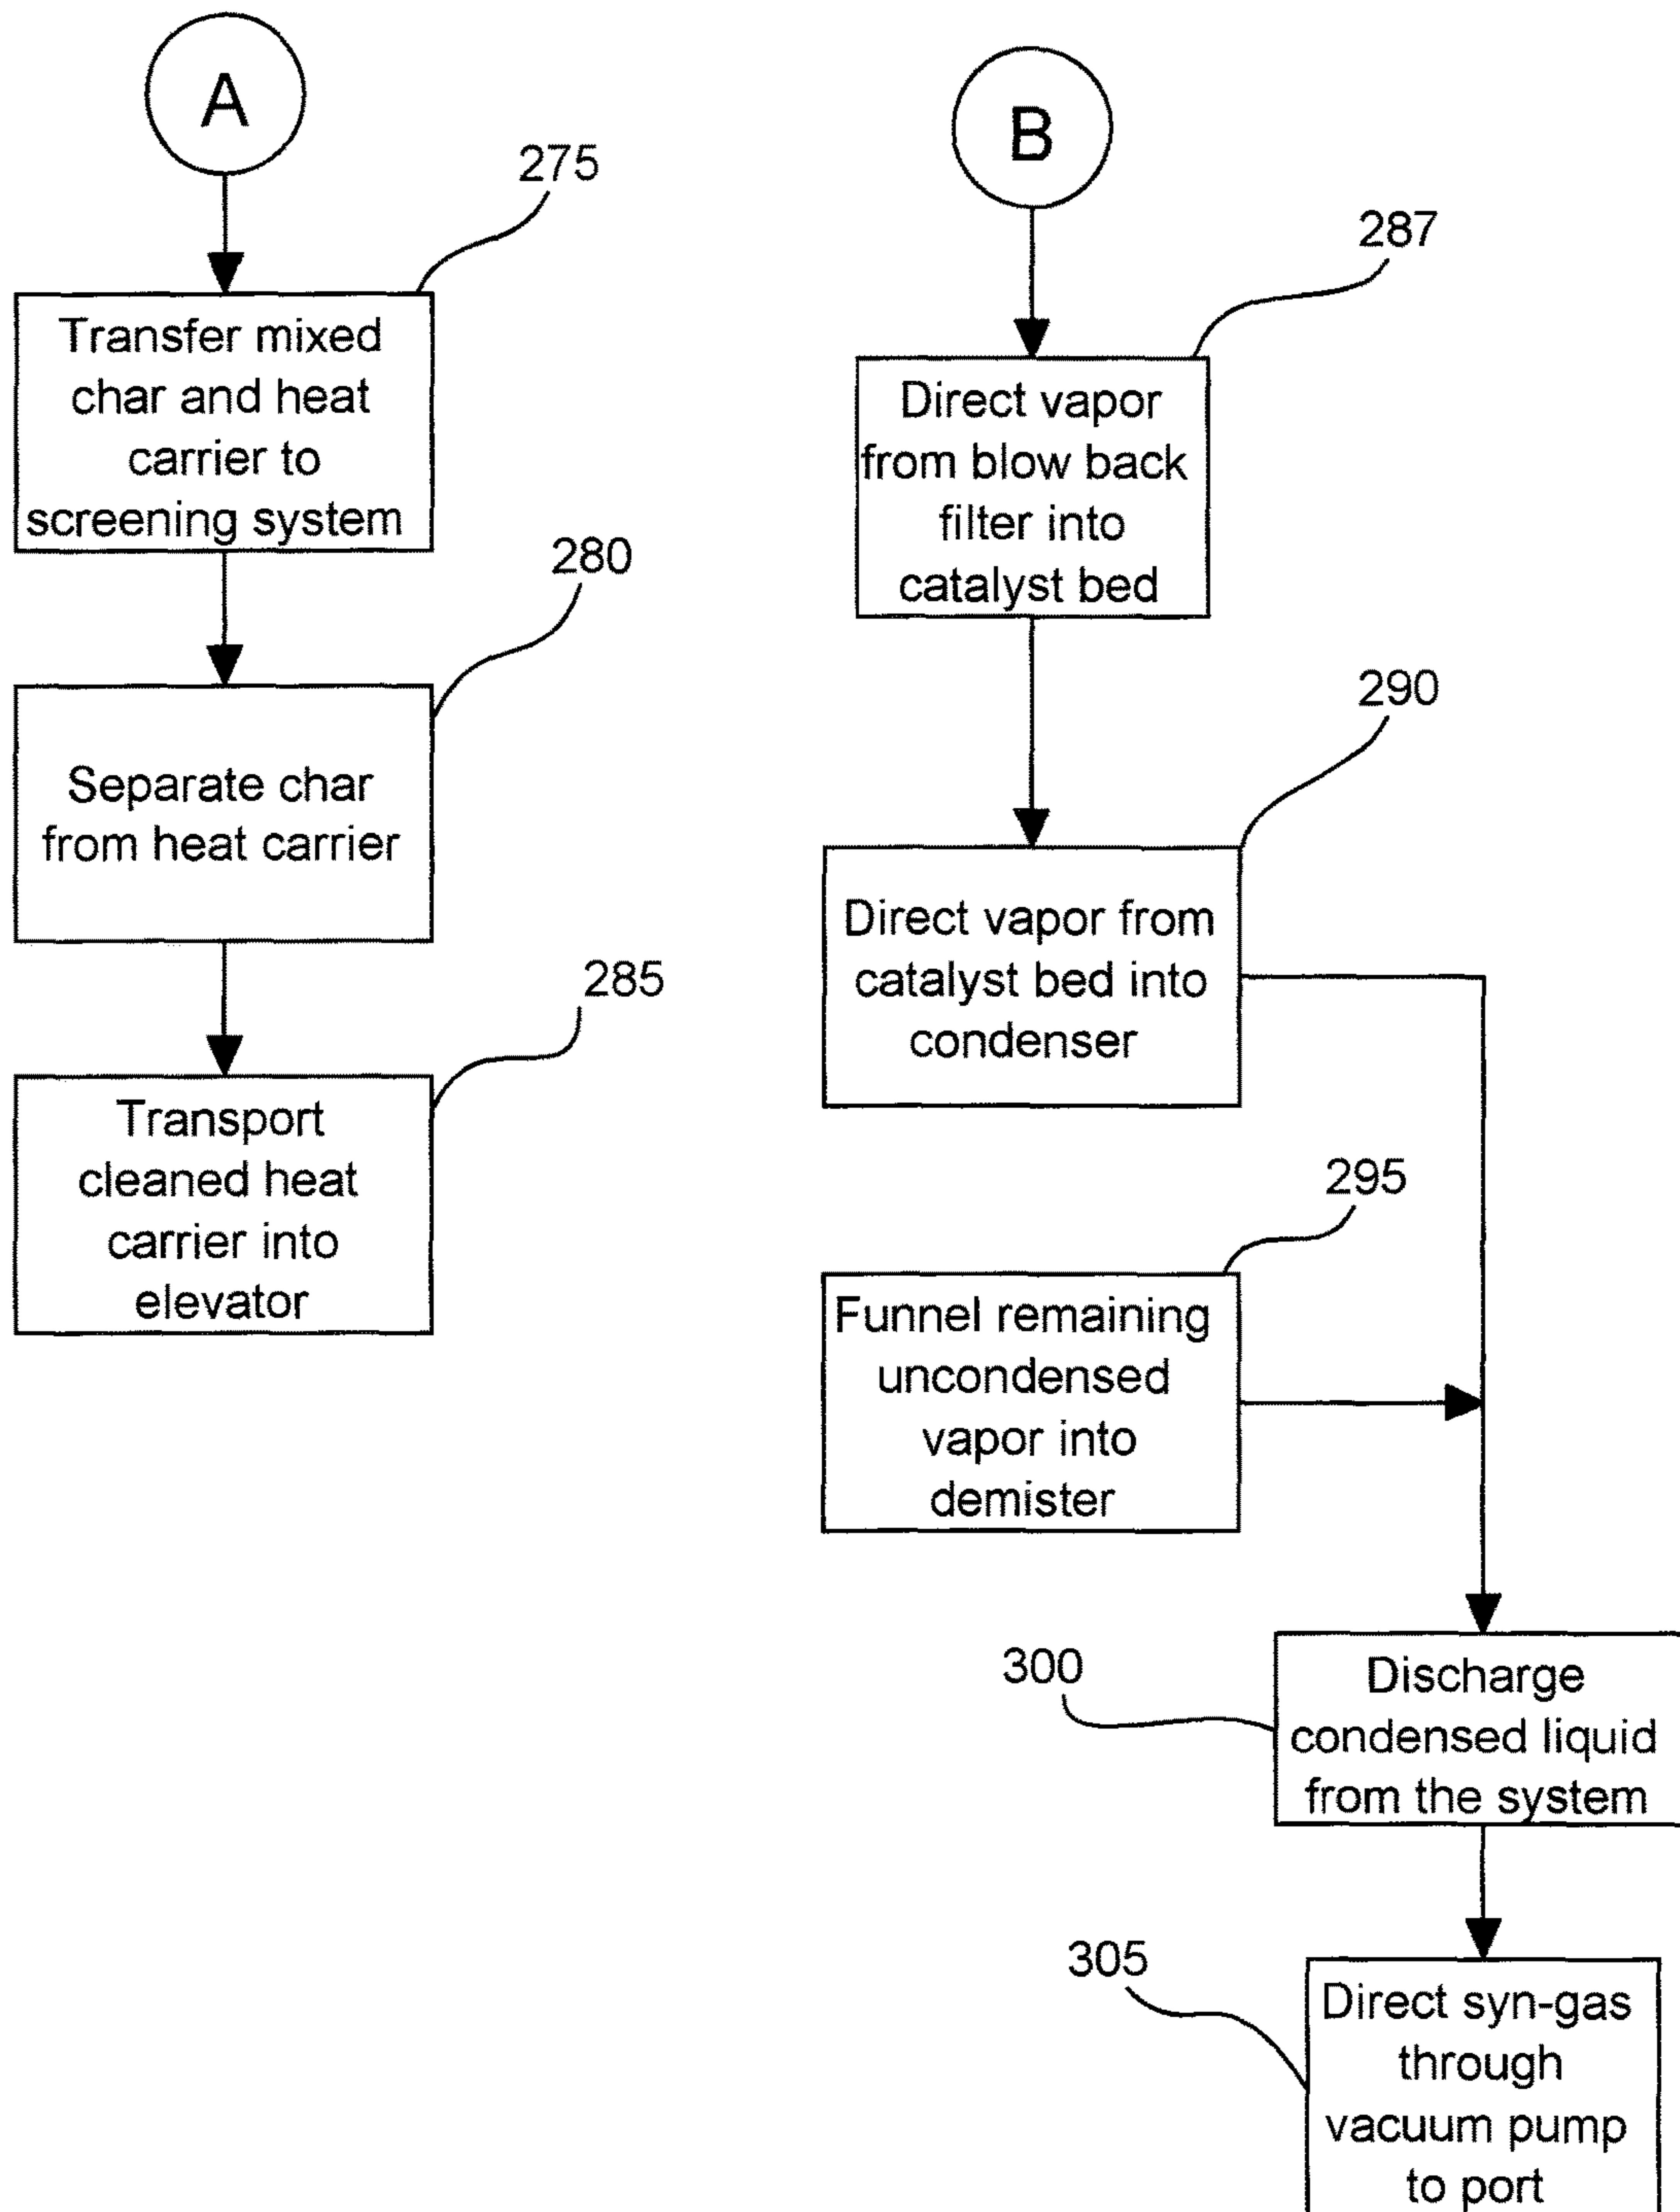 A
275
Transfer mixed
char and heat
carrier to
screening system
280
Separate char
from heat carrier
285
Transport
cleaned heat
carrier into
elevator
B
287
Direct vapor
from blow back
filter into
catalyst bed
290
Direct vapor from
catalyst bed into
condenser
295
Funnel remaining
uncondensed
vapor into
demister
300
Discharge
condensed liquid
from the system
305
Direct syn-gas
through
vacuum pump
to port